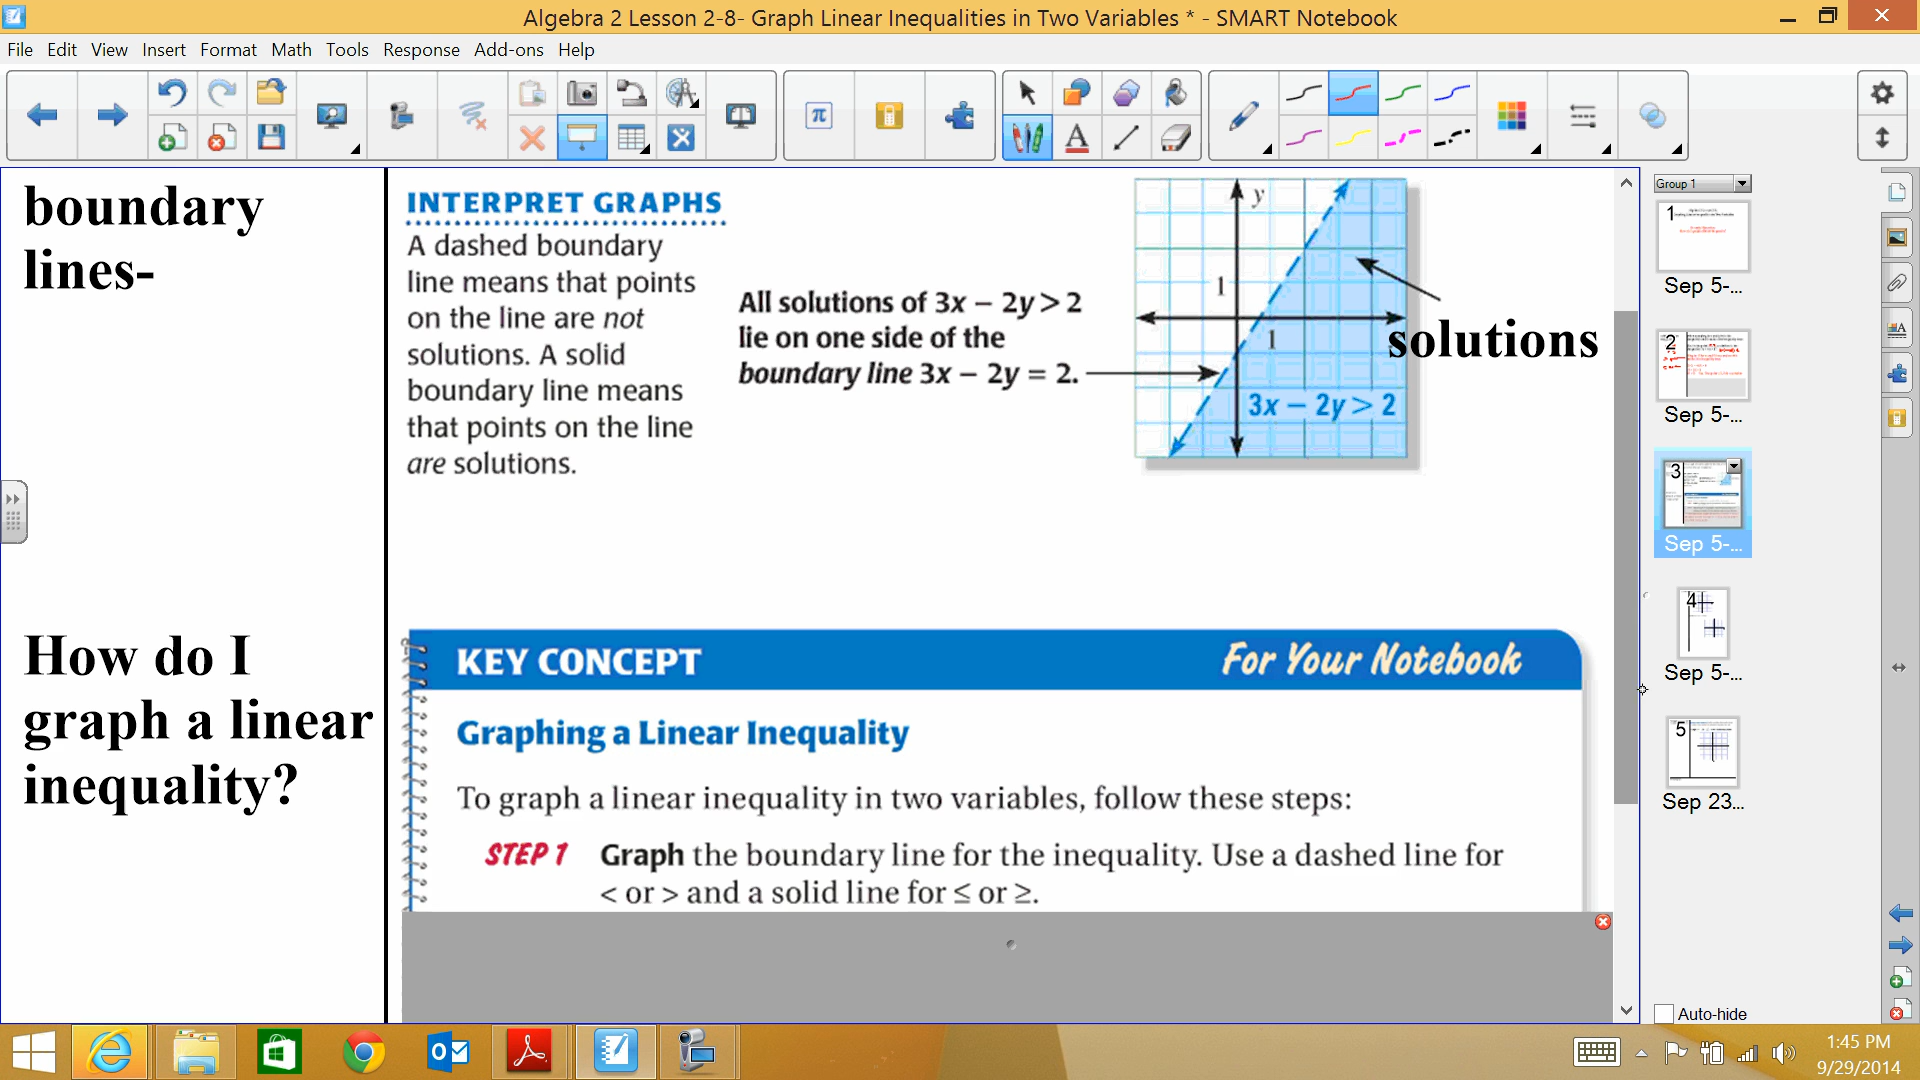 Algebra 2 Lesson 2-8- Graph Linear Inequalities in Two Variables * - SMART Notebook
File Edit View Insert Format Math Tools Response Add-ons Help
π
A
boundary
lines-
How do I
graph a linear
inequality?
INTERPRET GRAPHS
A dashed boundary
line means that points
on the line are not
solutions. A solid
boundary line means
that points on the line
are solutions.
All solutions of 3x − 2y > 2
lie on one side of the
boundary line 3x − 2y = 2.
y
1
1
3x − 2y > 2
solutions
KEY CONCEPT
For Your Notebook
Graphing a Linear Inequality
To graph a linear inequality in two variables, follow these steps:
STEP 1 Graph the boundary line for the inequality. Use a dashed line for
< or > and a solid line for ≤ or ≥.
Group 1
1
Sep 5-...
2
Sep 5-...
3
Sep 5-...
4
Sep 5-...
5
Sep 23...
Auto-hide
1:45 PM
9/29/2014